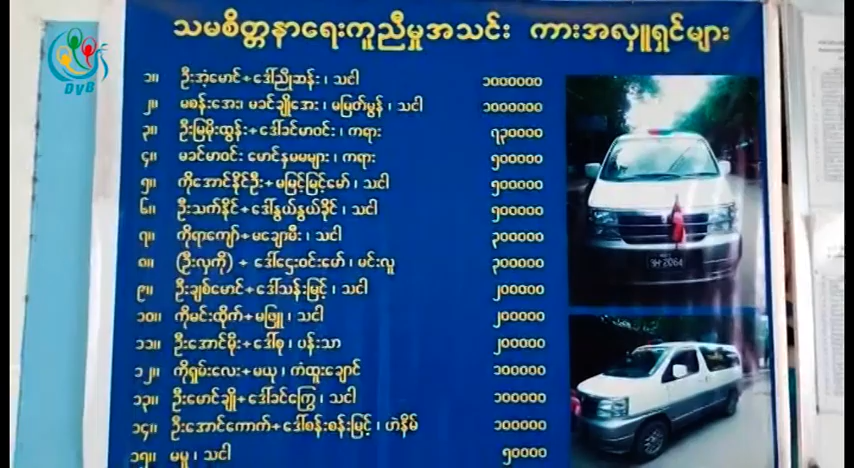 DVB
သမစိတ္တနာရေးကူညီမှုအသင်း ကားအလှူရှင်များ
၁။ ဦးအုံမောင်+ဒေါ်ညိုဆန်း ၊ သငါ ၁၀၀၀၀၀၀
၂။ မစန်းအေး၊ မခင်ချိုအေး ၊ မမြတ်မွန် ၊ သငါ ၁၀၀၀၀၀၀
၃။ ဦးမြမိုးထွန်း+ဒေါ်ခင်မာဝင်း ၊ ကရား ၇၃၀၀၀၀
၄။ မခင်မာဝင်း မောင်နှမများ ၊ ကရား ၅၀၀၀၀၀
၅။ ကိုအောင်နိုင်ဦး+မမြင့်မြင့်မော် ၊ သငါ ၅၀၀၀၀၀
၆။ ဦးသက်နိုင်+ဒေါ်နွယ်နွယ်ခိုင် ၊ သငါ ၅၀၀၀၀၀
၇။ ကိုရာကျော်+မချောမီး ၊ သငါ ၃၀၀၀၀၀
၈။ (ဦးလှကို) + ဒေါ်ဌေးဝင်းမော် ၊ မင်းလူ ၃၀၀၀၀၀
၉။ ဦးချစ်မောင်+ဒေါ်သန်းမြင့် ၊ သငါ ၂၀၀၀၀၀
၁၀။ ကိုမင်းထိုက်+မဖြူ ၊ သငါ ၂၀၀၀၀၀
၁၁။ ဦးအောင်မိုး+ဒေါ်စု ၊ ပန်းသာ ၂၀၀၀၀၀
၁၂။ ကိုရှမ်းလေး+မယု ၊ ကံထူးချောင် ၁၀၀၀၀၀
၁၃။ ဦးမောင်ချို+ဒေါ်ခင်ကြွေ ၊ သငါ ၁၀၀၀၀၀
၁၄။ ဦးအောင်ကောက်+ဒေါ်စန်းစန်းမြင့် ၊ ဟနိမ် ၁၀၀၀၀၀
၁၅။ မမူ ၊ သငါ ၅၀၀၀၀